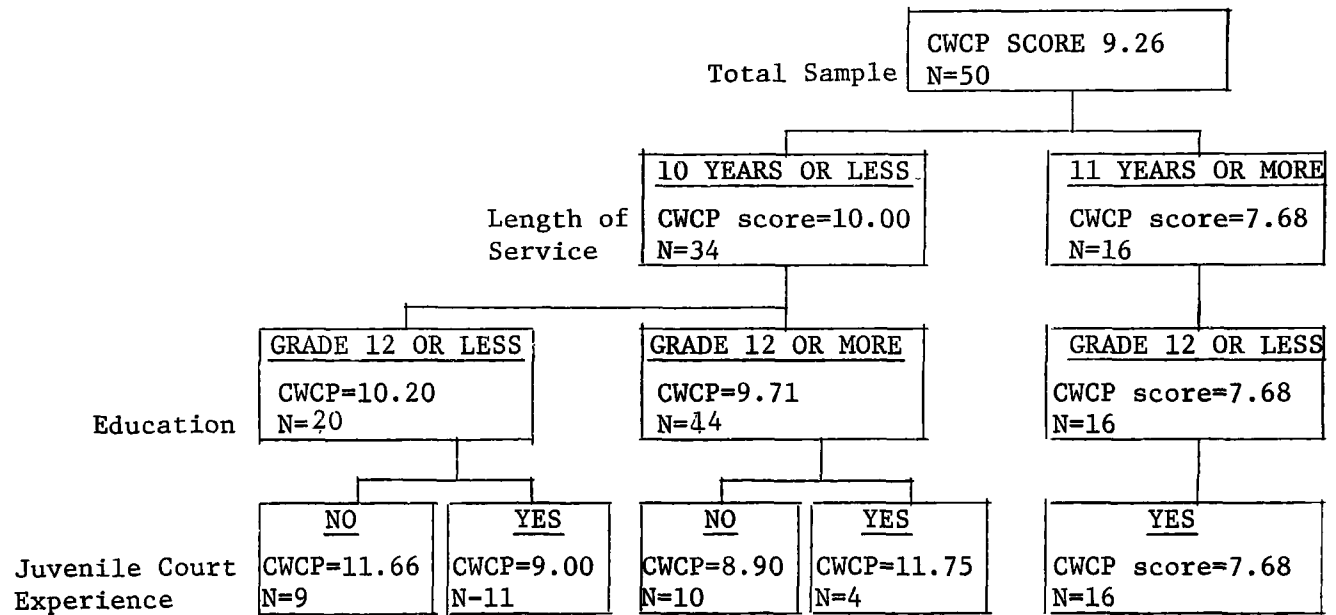 CWCP SCORE 9.26
Total Sample N=50
10 YEARS OR LESS
CWCP score=10.00
N=34
11 YEARS OR MORE
CWCP score=7.68
N=16
Length of
Service
GRADE 12 OR LESS
CWCP=10.20
N=20
GRADE 12 OR MORE
CWCP=9.71
N=14
GRADE 12 OR LESS
CWCP score=7.68
N=16
Education
NO
CWCP=11.66
N=9
YES
CWCP=9.00
N-11
NO
CWCP=8.90
N=10
YES
CWCP=11.75
N=4
YES
CWCP score=7.68
N=16
Juvenile Court
Experience